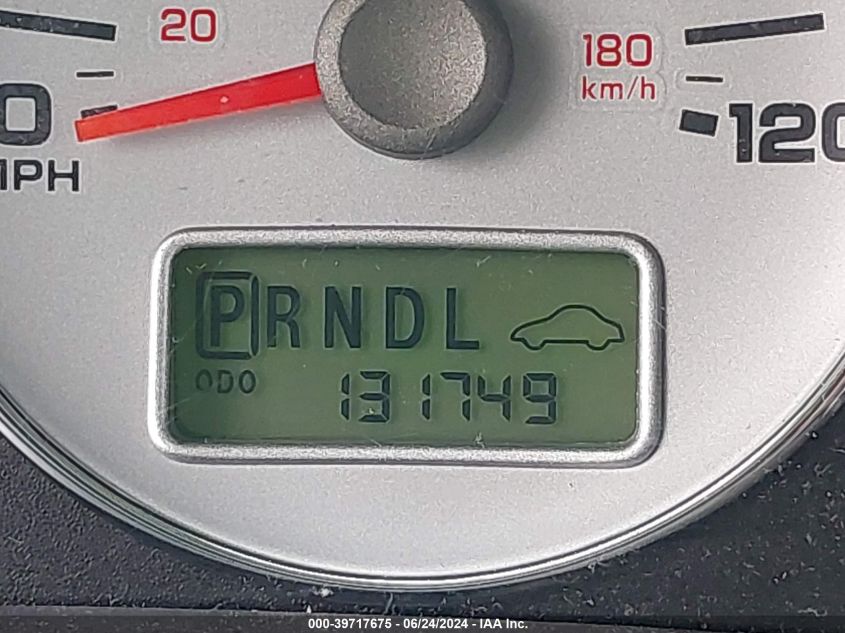 20
180
km/h
0
120
MPH
PRNDL
ODO 131749
000-39717675 - 06/24/2024 - IAA Inc.